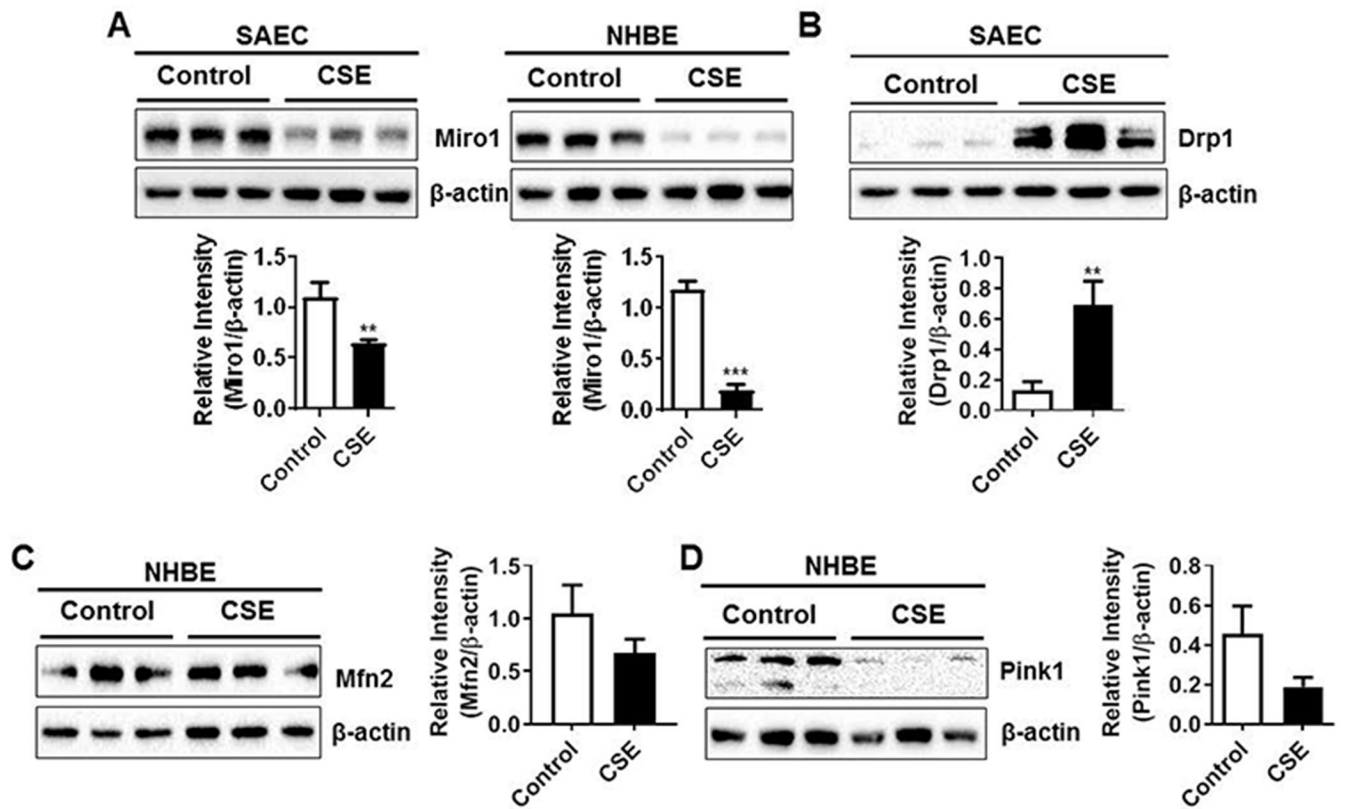 A
SAEC
Control CSE
Miro1
β-actin
Relative Intensity
(Miro1/β-actin)
1.5
1.0
0.5
0.0
**
Control
CSE
NHBE
Control CSE
Relative Intensity
(Miro1/β-actin)
1.5
1.0
0.5
0.0
***
Control
CSE
B
SAEC
Control CSE
Drp1
β-actin
Relative Intensity
(Drp1/β-actin)
1.0
0.8
0.6
0.4
0.2
0.0
**
Control
CSE
C
NHBE
Control CSE
Mfn2
β-actin
Relative Intensity
(Mfn2/β-actin)
1.5
1.0
0.5
0.0
Control
CSE
D
NHBE
Control CSE
Pink1
β-actin
Relative Intensity
(Pink1/β-actin)
0.8
0.6
0.4
0.2
0.0
Control
CSE